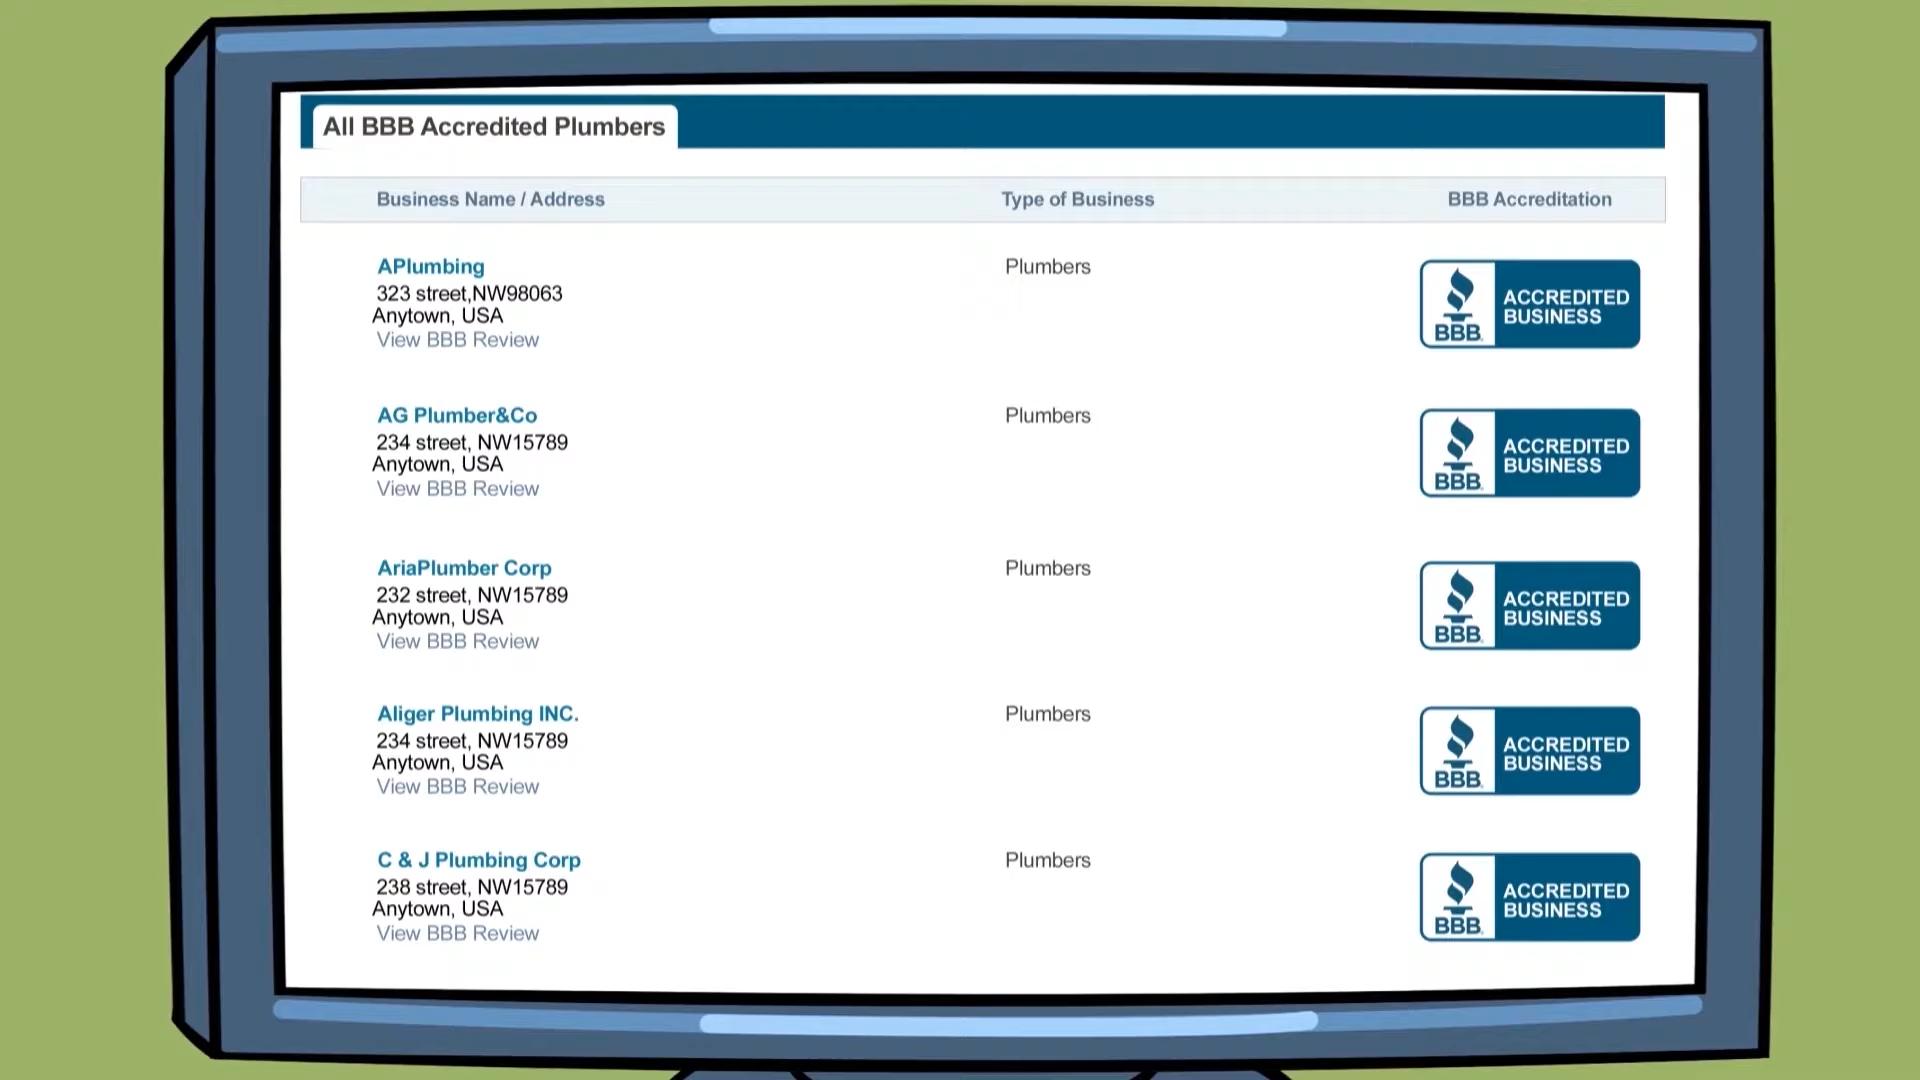 All BBB Accredited Plumbers
Business Name / Address Type of Business BBB Accreditation
APlumbing Plumbers
323 street,NW98063
Anytown, USA
View BBB Review
BBB ACCREDITED
BUSINESS
AG Plumber&Co Plumbers
234 street, NW15789
Anytown, USA
View BBB Review
BBB ACCREDITED
BUSINESS
AriaPlumber Corp Plumbers
232 street, NW15789
Anytown, USA
View BBB Review
BBB ACCREDITED
BUSINESS
Aliger Plumbing INC. Plumbers
234 street, NW15789
Anytown, USA
View BBB Review
BBB ACCREDITED
BUSINESS
C & J Plumbing Corp Plumbers
238 street, NW15789
Anytown, USA
View BBB Review
BBB ACCREDITED
BUSINESS